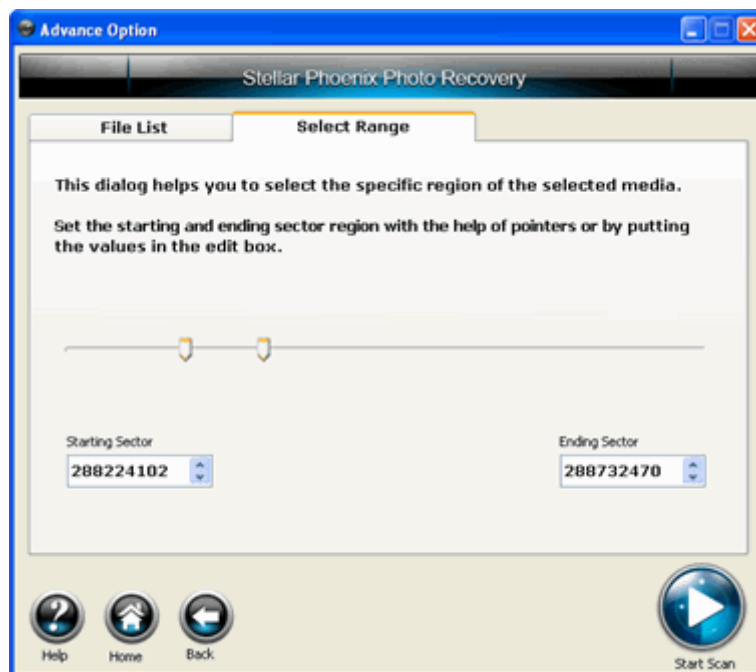 Advance Option
Stellar Phoenix Photo Recovery
File List
Select Range
This dialog helps you to select the specific region of the selected media.
Set the starting and ending sector region with the help of pointers or by putting
the values in the edit box.
Starting Sector
Ending Sector
288224102
288732470
Help
Home
Back
Start Scan